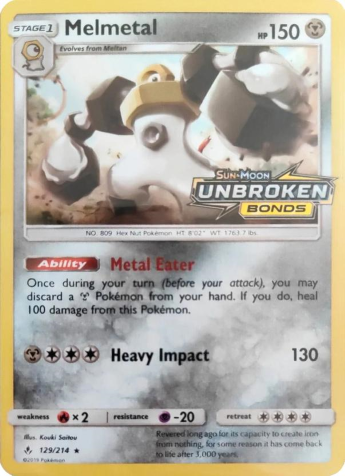 STAGE 1
Melmetal
HP 150
Evolves from Meltan
SUN & MOON
UNBROKEN
BONDS
NO. 809 Hex Nut Pokémon HT: 8'02" WT: 1763.7 lbs.
Ability Metal Eater
Once during your turn (before your attack), you may
discard a Pokémon from your hand. If you do, heal
100 damage from this Pokémon.
Heavy Impact 130
weakness ×2 resistance -20 retreat
Illus. Kouki Saitou
129/214 ★
©2019 Pokémon
Revered long ago for its capacity to create iron
from nothing, for some reason it has come back
to life after 3,000 years.